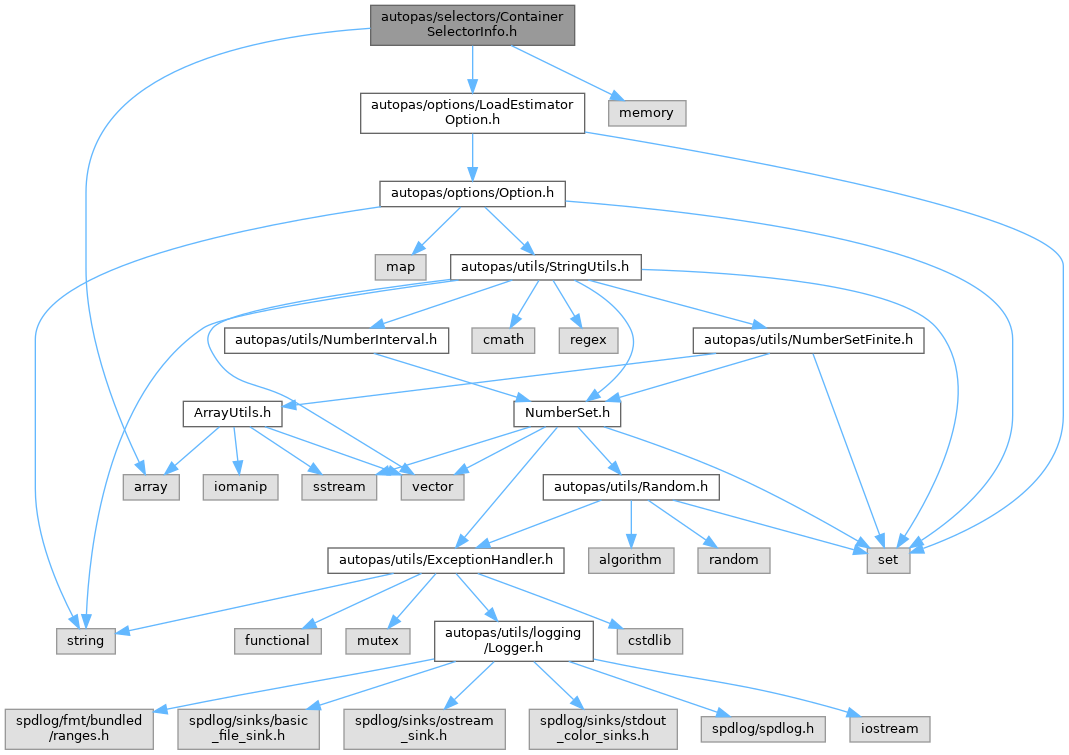 autopas/selectors/Container
SelectorInfo.h
autopas/options/LoadEstimator
Option.h
memory
autopas/options/Option.h
map
autopas/utils/StringUtils.h
autopas/utils/NumberInterval.h
cmath
regex
autopas/utils/NumberSetFinite.h
ArrayUtils.h
NumberSet.h
array
iomanip
sstream
vector
autopas/utils/Random.h
autopas/utils/ExceptionHandler.h
algorithm
random
set
string
functional
mutex
autopas/utils/logging
/Logger.h
cstdlib
spdlog/fmt/bundled
/ranges.h
spdlog/sinks/basic
_file_sink.h
spdlog/sinks/ostream
_sink.h
spdlog/sinks/stdout
_color_sinks.h
spdlog/spdlog.h
iostream